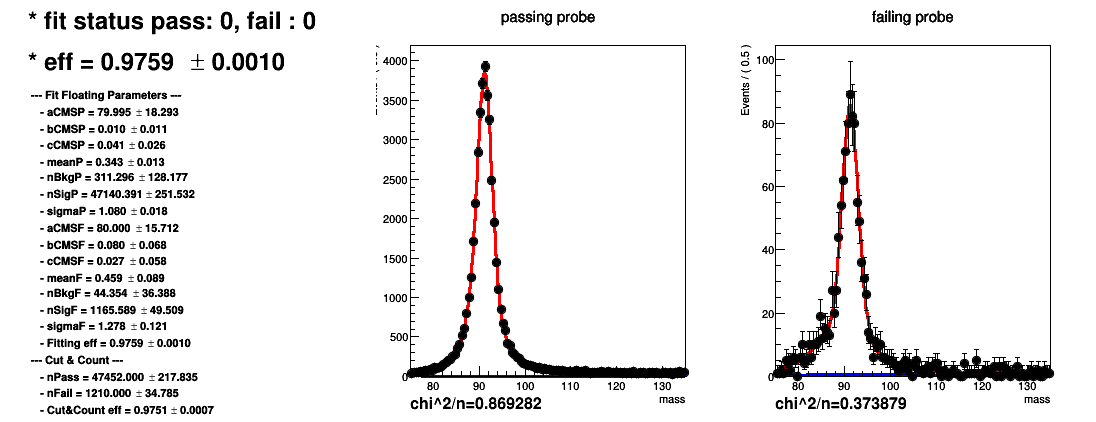 * fit status pass: 0, fail : 0
* eff = 0.9759 ± 0.0010
--- Fit Floating Parameters ---
- aCMSP = 79.995 ± 18.293
- bCMSP = 0.010 ± 0.011
- cCMSP = 0.041 ± 0.026
- meanP = 0.343 ± 0.013
- nBkgP = 311.296 ± 128.177
- nSigP = 47140.391 ± 251.532
- sigmaP = 1.080 ± 0.018
- aCMSF = 80.000 ± 15.712
- bCMSF = 0.080 ± 0.068
- cCMSF = 0.027 ± 0.058
- meanF = 0.459 ± 0.089
- nBkgF = 44.354 ± 36.388
- nSigF = 1165.589 ± 49.509
- sigmaF = 1.278 ± 0.121
- Fitting eff = 0.9759 ± 0.0010
--- Cut & Count ---
- nPass = 47452.000 ± 217.835
- nFail = 1210.000 ± 34.785
- Cut&Count eff = 0.9751 ± 0.0007
passing probe
4000
3500
3000
2500
2000
1500
1000
500
0
80 90 100 110 120 130
mass
chi^2/n=0.869282
failing probe
Events / ( 0.5 )
100
80
60
40
20
0
80 90 100 110 120 130
mass
chi^2/n=0.373879